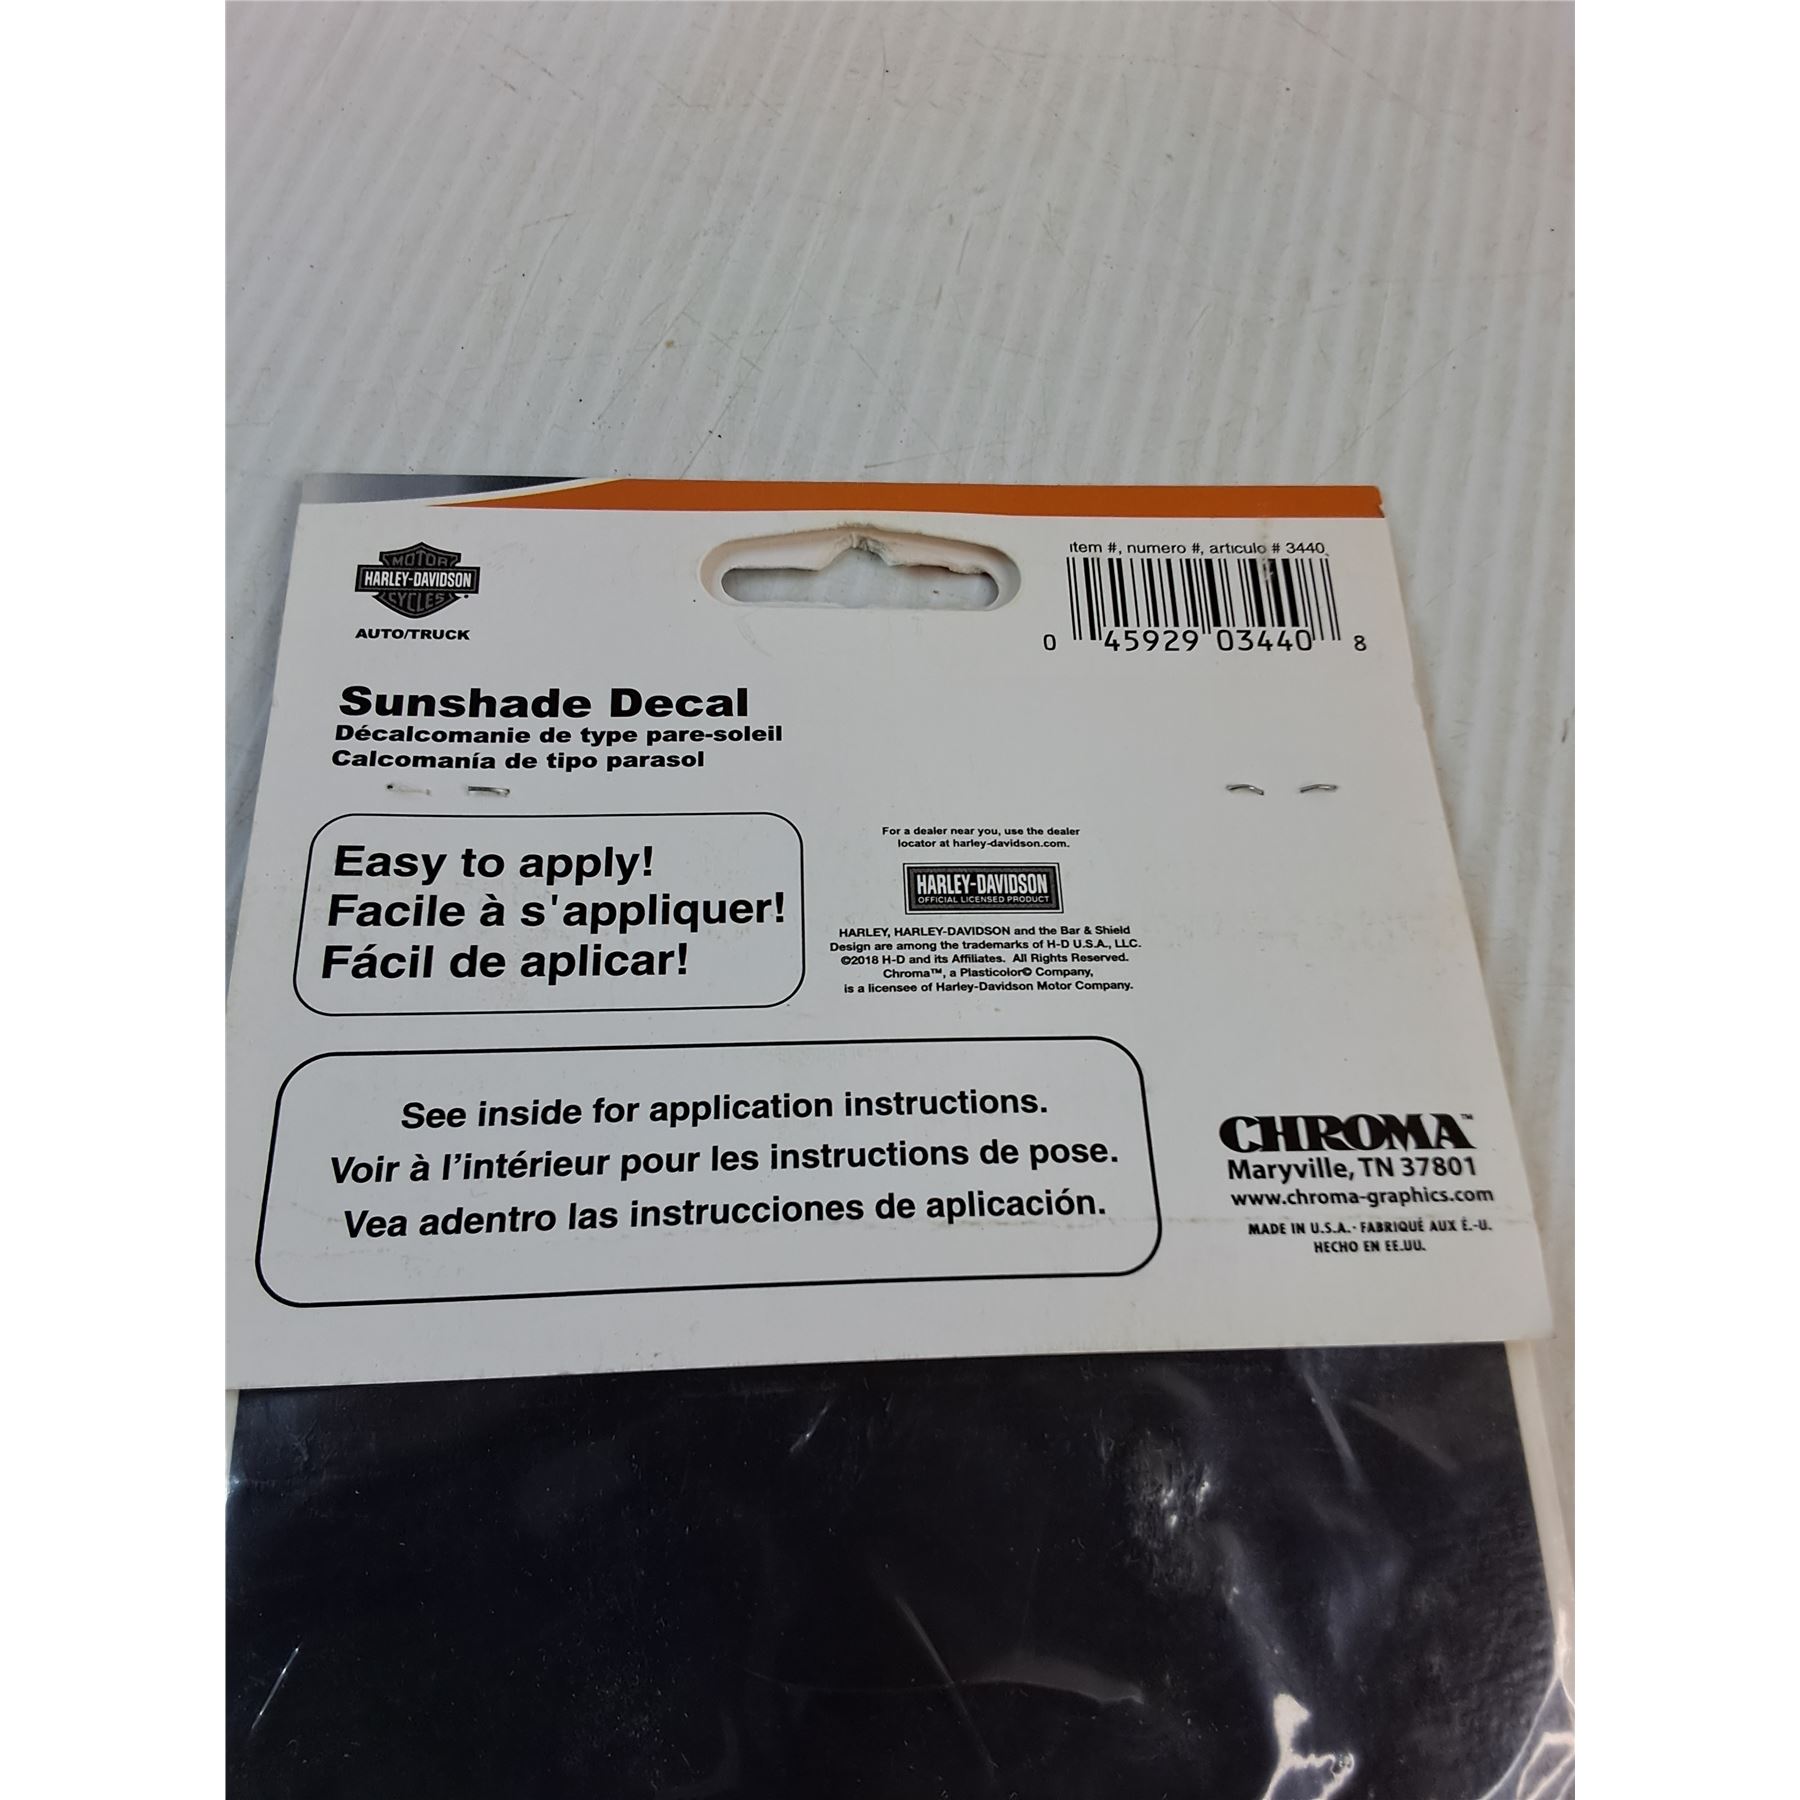 MOTOR
HARLEY-DAVIDSON
CYCLES
AUTO/TRUCK
item #, numero #, articulo # 3440
0 45929 03440 8
Sunshade Decal
Décalcomanie de type pare-soleil
Calcomanía de tipo parasol
Easy to apply!
Facile à s'appliquer!
Fácil de aplicar!
For a dealer near you, use the dealer
locator at harley-davidson.com.
HARLEY-DAVIDSON
OFFICIAL LICENSED PRODUCT
HARLEY, HARLEY-DAVIDSON and the Bar & Shield
Design are among the trademarks of H-D U.S.A., LLC.
©2018 H-D and its Affiliates. All Rights Reserved.
Chroma™, a Plasticolor© Company,
is a licensee of Harley-Davidson Motor Company.
See inside for application instructions.
Voir à l'intérieur pour les instructions de pose.
Vea adentro las instrucciones de aplicación.
CHROMA™
Maryville, TN 37801
www.chroma-graphics.com
MADE IN U.S.A. · FABRIQUÉ AUX É.-U.
HECHO EN EE.UU.